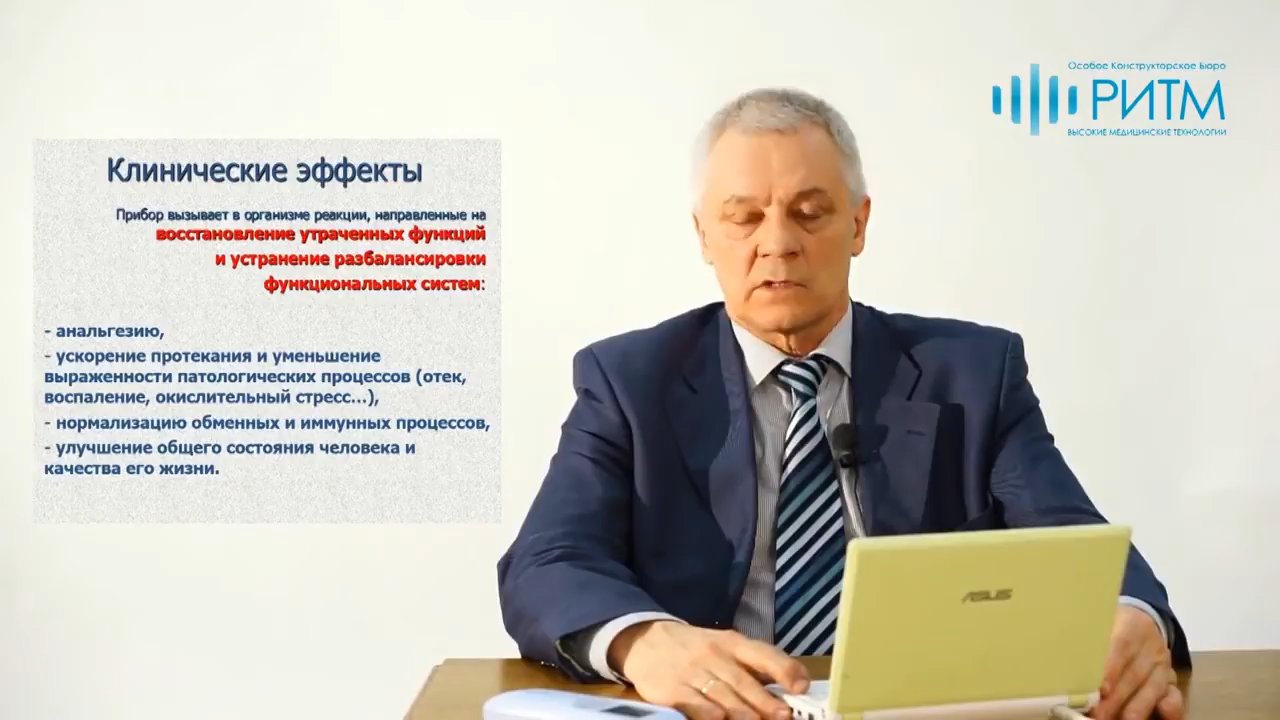 Клинические эффекты
Прибор вызывает в организме реакции, направленные на
восстановление утраченных функций
и устранение разбалансировки
функциональных систем:
- анальгезию,
- ускорение протекания и уменьшение
выраженности патологических процессов (отек,
воспаление, окислительный стресс...),
- нормализацию обменных и иммунных процессов,
- улучшение общего состояния человека и
качества его жизни.
Особое Конструкторское Бюро
РИТМ
ВЫСОКИЕ МЕДИЦИНСКИЕ ТЕХНОЛОГИИ
ASUS